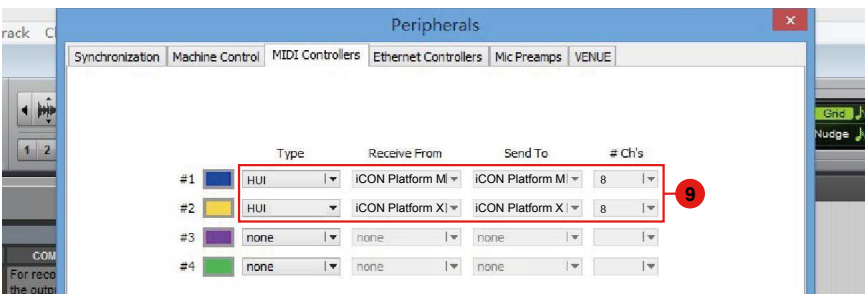 Peripherals
rack
Synchronization Machine Control MIDI Controllers Ethernet Controllers Mic Preamps VENUE
Grid
1 2
Nudge
Type Receive From Send To # Ch's
#1 HUI iCON Platform M iCON Platform M 8
9
#2 HUI iCON Platform X iCON Platform X 8
#3 none none none
COM
#4 none none none
For reco
the outp